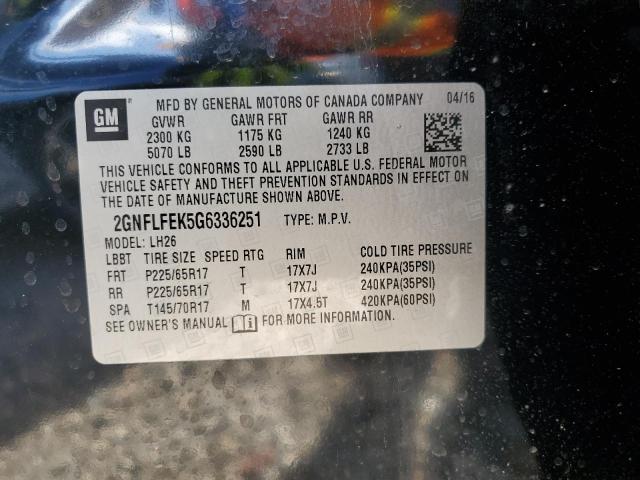 GM
MFD BY GENERAL MOTORS OF CANADA COMPANY 04/16
GVWR GAWR FRT GAWR RR
2300 KG 1175 KG 1240 KG
5070 LB 2590 LB 2733 LB
THIS VEHICLE CONFORMS TO ALL APPLICABLE U.S. FEDERAL MOTOR
VEHICLE SAFETY AND THEFT PREVENTION STANDARDS IN EFFECT ON
THE DATE OF MANUFACTURE SHOWN ABOVE.
2GNFLFEK5G6336251 TYPE: M.P.V.
MODEL: LH26
LBBT TIRE SIZE SPEED RTG RIM COLD TIRE PRESSURE
FRT P225/65R17 T 17X7J 240KPA(35PSI)
RR P225/65R17 T 17X7J 240KPA(35PSI)
SPA T145/70R17 M 17X4.5T 420KPA(60PSI)
SEE OWNER'S MANUAL FOR MORE INFORMATION.